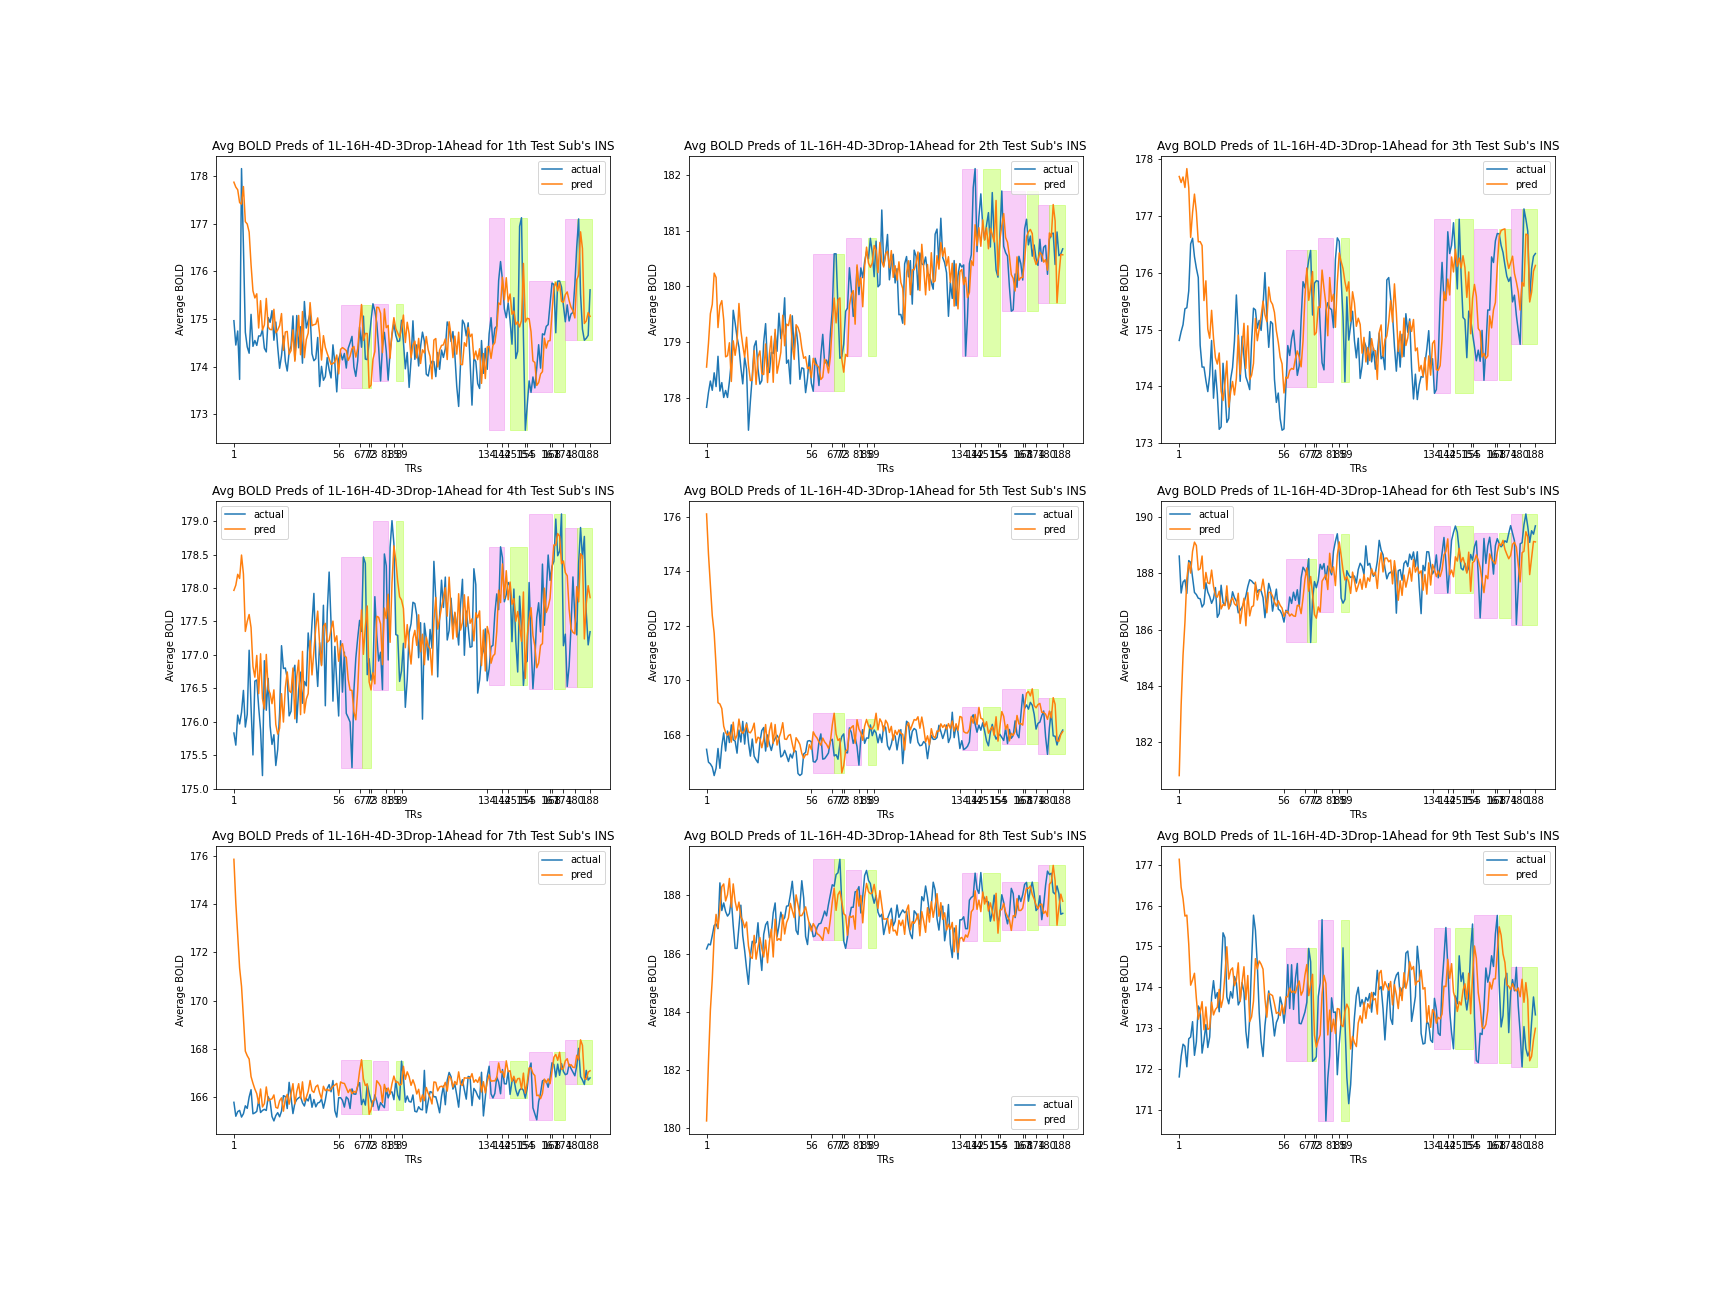 Avg BOLD Preds of 1L-16H-4D-3Drop-1Ahead for 1th Test Sub's INS
actual
pred
178
177
176
175
174
173
Average BOLD
1 56 89 188
TRs
Avg BOLD Preds of 1L-16H-4D-3Drop-1Ahead for 2th Test Sub's INS
actual
pred
182
181
180
179
178
Average BOLD
1 56 89 188
TRs
Avg BOLD Preds of 1L-16H-4D-3Drop-1Ahead for 3th Test Sub's INS
actual
pred
178
177
176
175
174
173
Average BOLD
1 56 89 188
TRs
Avg BOLD Preds of 1L-16H-4D-3Drop-1Ahead for 4th Test Sub's INS
actual
pred
179.0
178.5
178.0
177.5
177.0
176.5
176.0
175.5
175.0
Average BOLD
1 56 89 188
TRs
Avg BOLD Preds of 1L-16H-4D-3Drop-1Ahead for 5th Test Sub's INS
actual
pred
176
174
172
170
168
Average BOLD
1 56 89 188
TRs
Avg BOLD Preds of 1L-16H-4D-3Drop-1Ahead for 6th Test Sub's INS
actual
pred
190
188
186
184
182
Average BOLD
1 56 89 188
TRs
Avg BOLD Preds of 1L-16H-4D-3Drop-1Ahead for 7th Test Sub's INS
actual
pred
176
174
172
170
168
166
Average BOLD
1 56 89 188
TRs
Avg BOLD Preds of 1L-16H-4D-3Drop-1Ahead for 8th Test Sub's INS
188
186
184
182
180
Average BOLD
actual
pred
1 56 89 188
TRs
Avg BOLD Preds of 1L-16H-4D-3Drop-1Ahead for 9th Test Sub's INS
actual
pred
177
176
175
174
173
172
171
Average BOLD
1 56 89 188
TRs